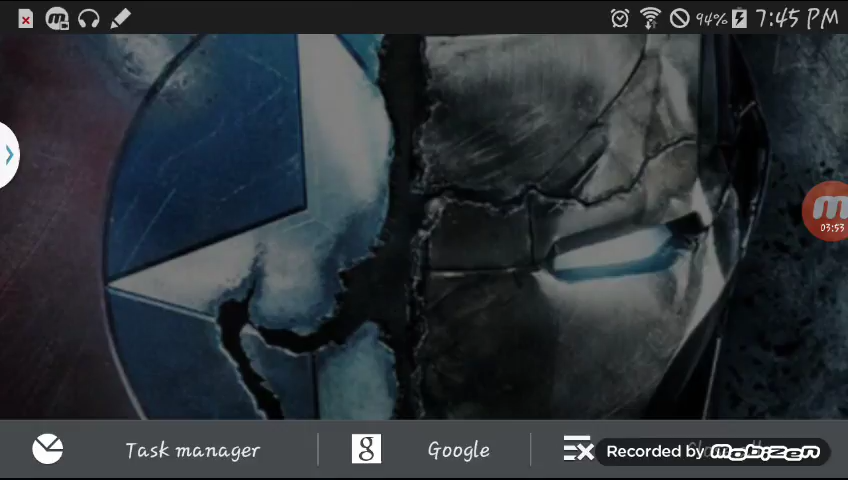 94% 7:45 PM
03:53
Task manager
Google
Recorded by mobizen